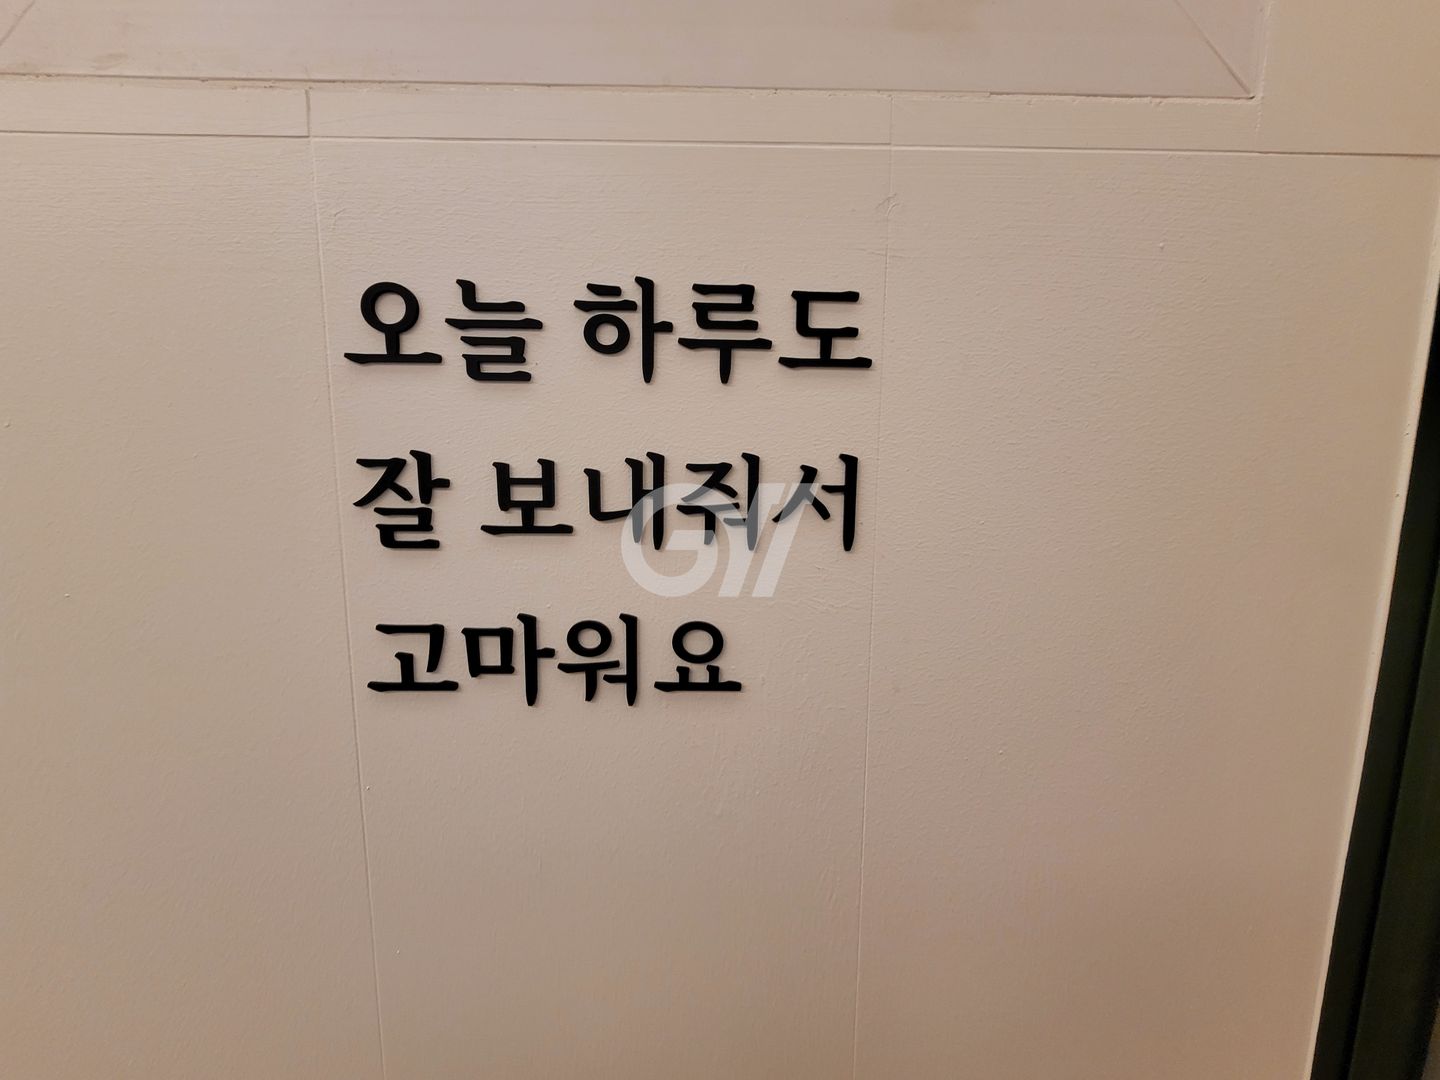 오늘 하루도
잘 보내줘서
고마워요